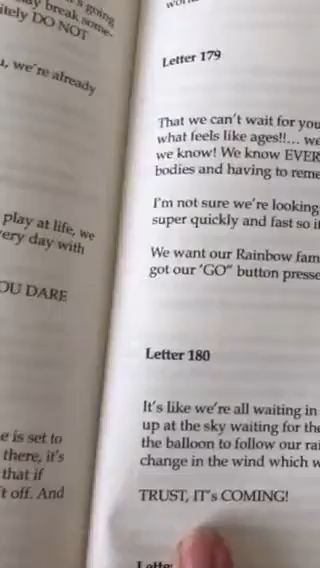 's going
break some-
itely DO NOT
we're already
play at life, we
ery day with
OU DARE
e is set to
there, it's
that if
t off. And
Letter 179
That we can't wait for you
what feels like ages!!... we
we know! We know EVER
bodies and having to reme
I'm not sure we're looking
super quickly and fast so i
We want our Rainbow fam
got our 'GO" button presse
Letter 180
It's like we're all waiting in
up at the sky waiting for the
the balloon to follow our rai
change in the wind which w
TRUST, IT's COMING!